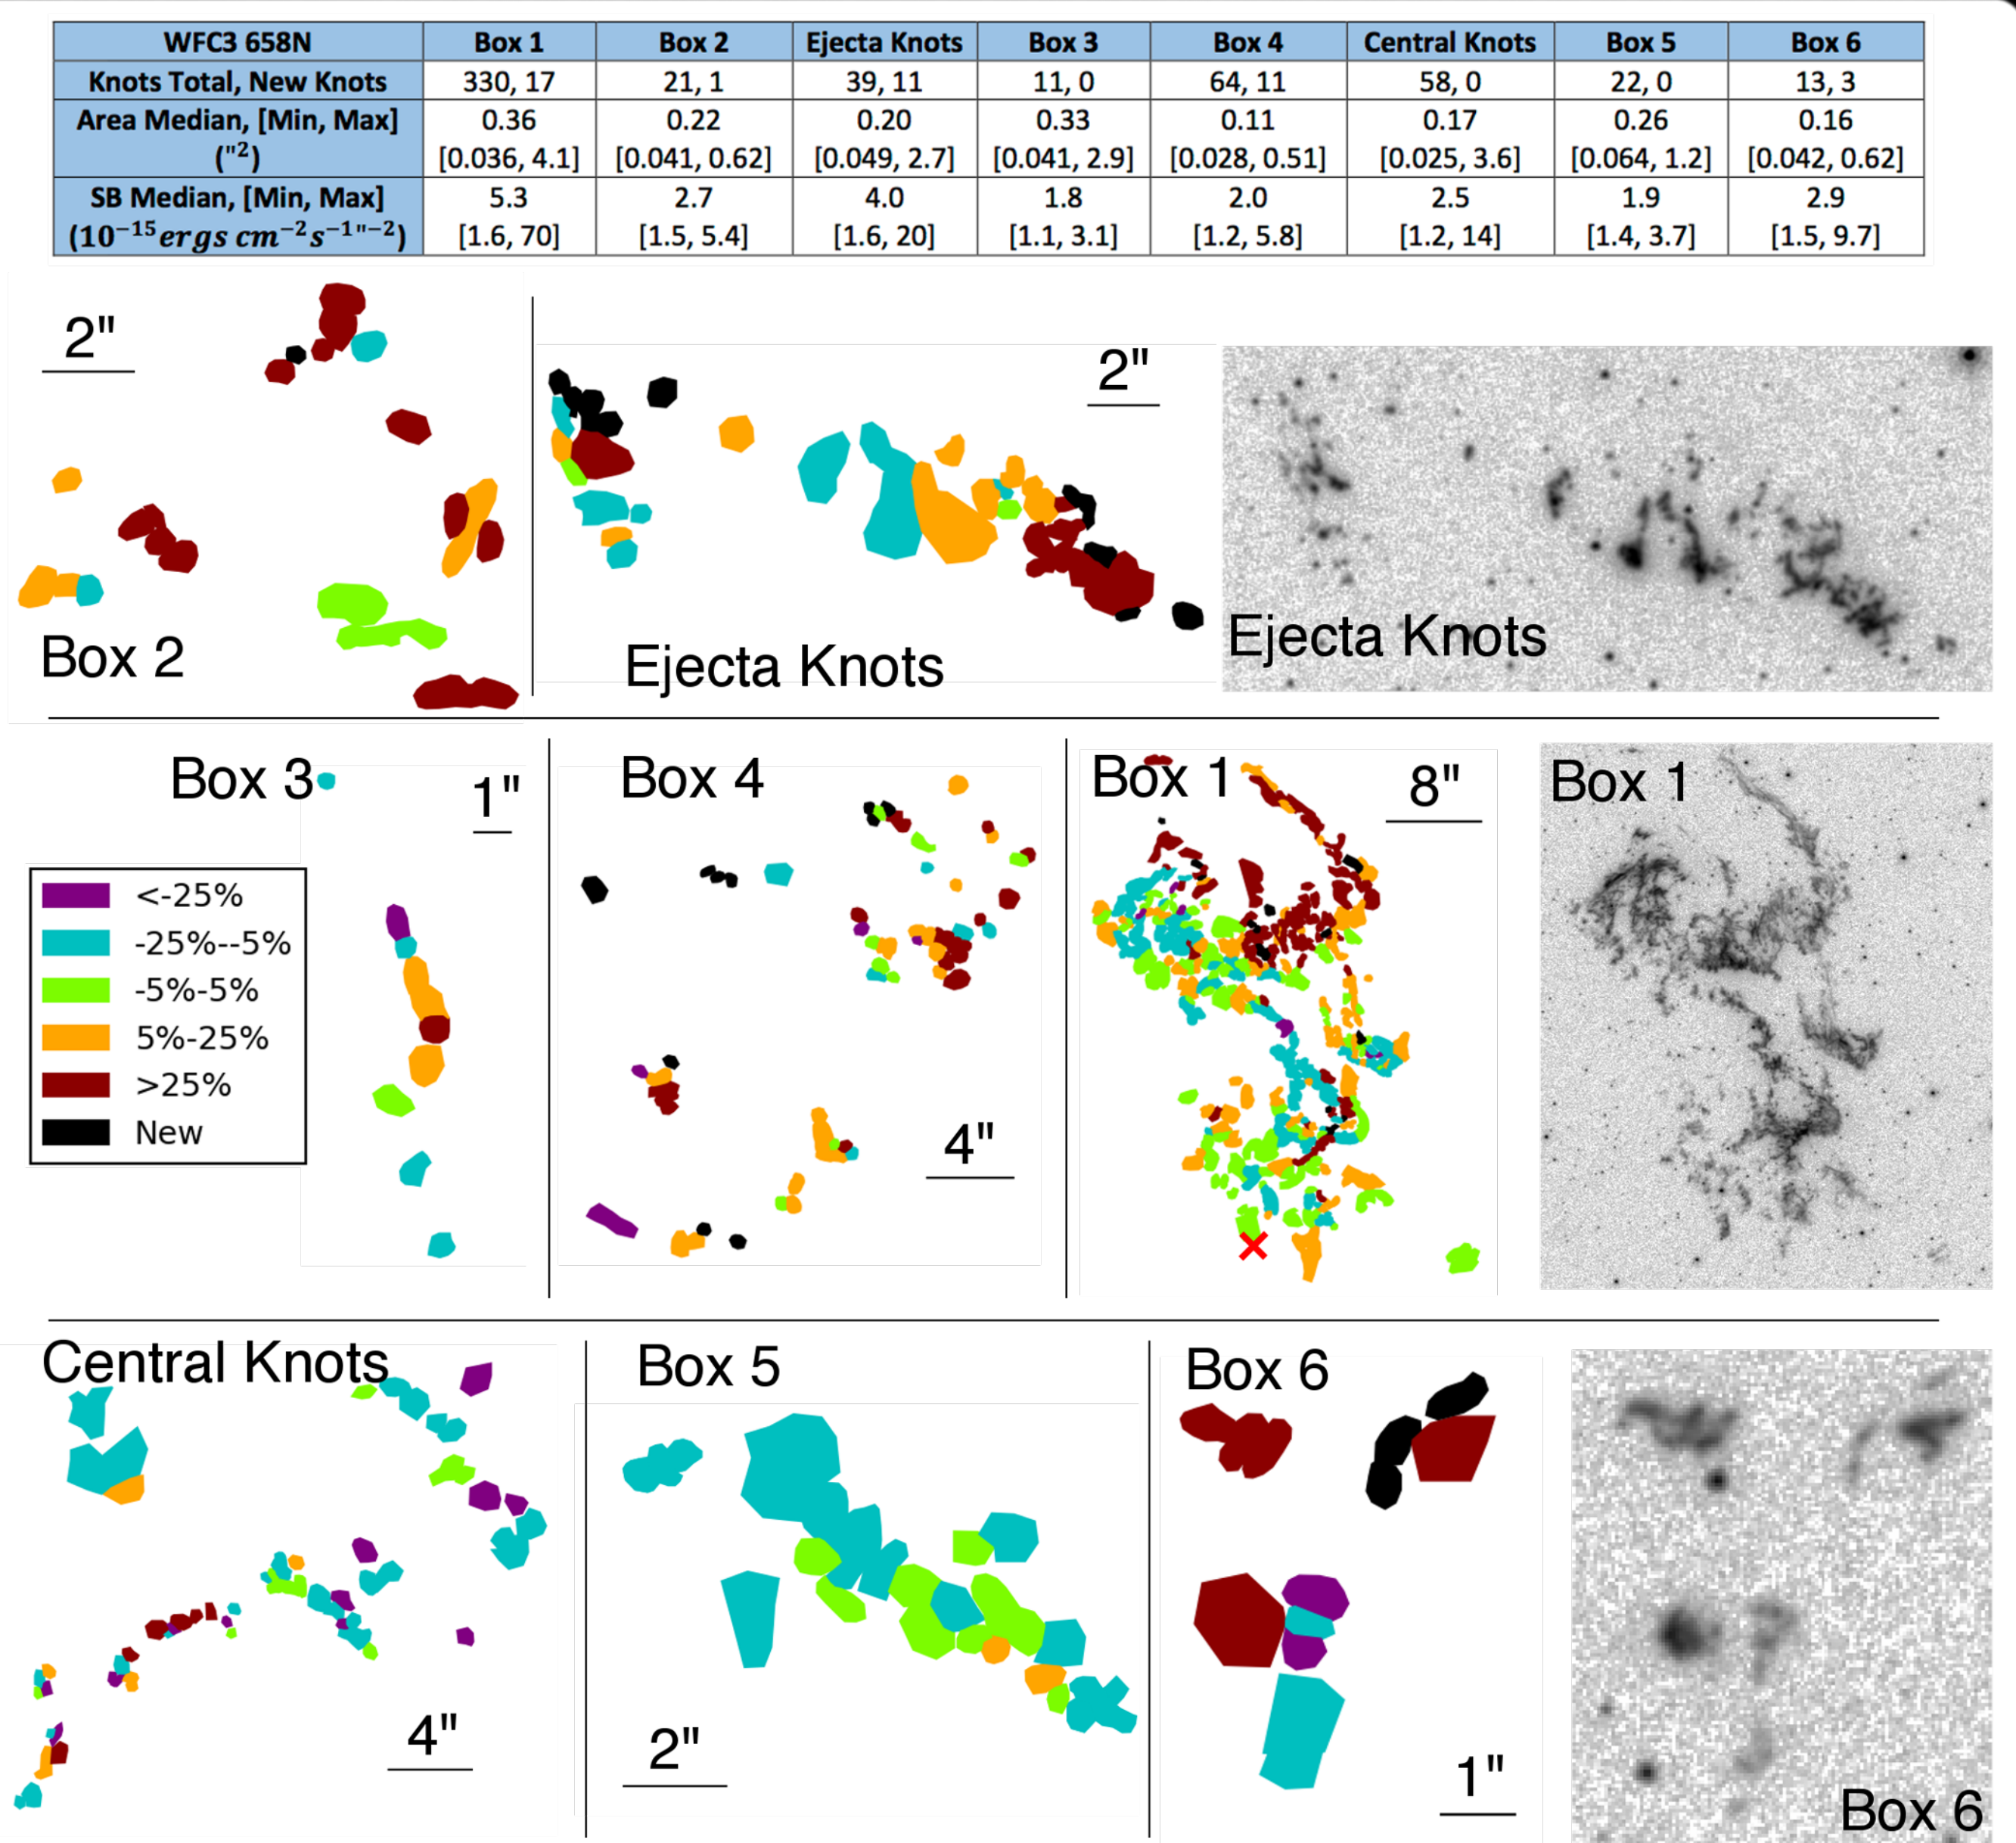 WFC3 658N Box 1 Box 2 Ejecta Knots Box 3 Box 4 Central Knots Box 5 Box 6
Knots Total, New Knots 330, 17 21, 1 39, 11 11, 0 64, 11 58, 0 22, 0 13, 3
Area Median, [Min, Max] 0.36 0.22 0.20 0.33 0.11 0.17 0.26 0.16
("²) [0.036, 4.1] [0.041, 0.62] [0.049, 2.7] [0.041, 2.9] [0.028, 0.51] [0.025, 3.6] [0.064, 1.2] [0.042, 0.62]
SB Median, [Min, Max] 5.3 2.7 4.0 1.8 2.0 2.5 1.9 2.9
(10⁻¹⁵ergs cm⁻²s⁻¹"⁻²) [1.6, 70] [1.5, 5.4] [1.6, 20] [1.1, 3.1] [1.2, 5.8] [1.2, 14] [1.4, 3.7] [1.5, 9.7]
2"
Box 2
2"
Ejecta Knots
Ejecta Knots
Box 3
1"
<-25%
-25%--5%
-5%-5%
5%-25%
>25%
New
Box 4
4"
Box 1
8"
Box 1
Central Knots
4"
Box 5
2"
Box 6
1"
Box 6